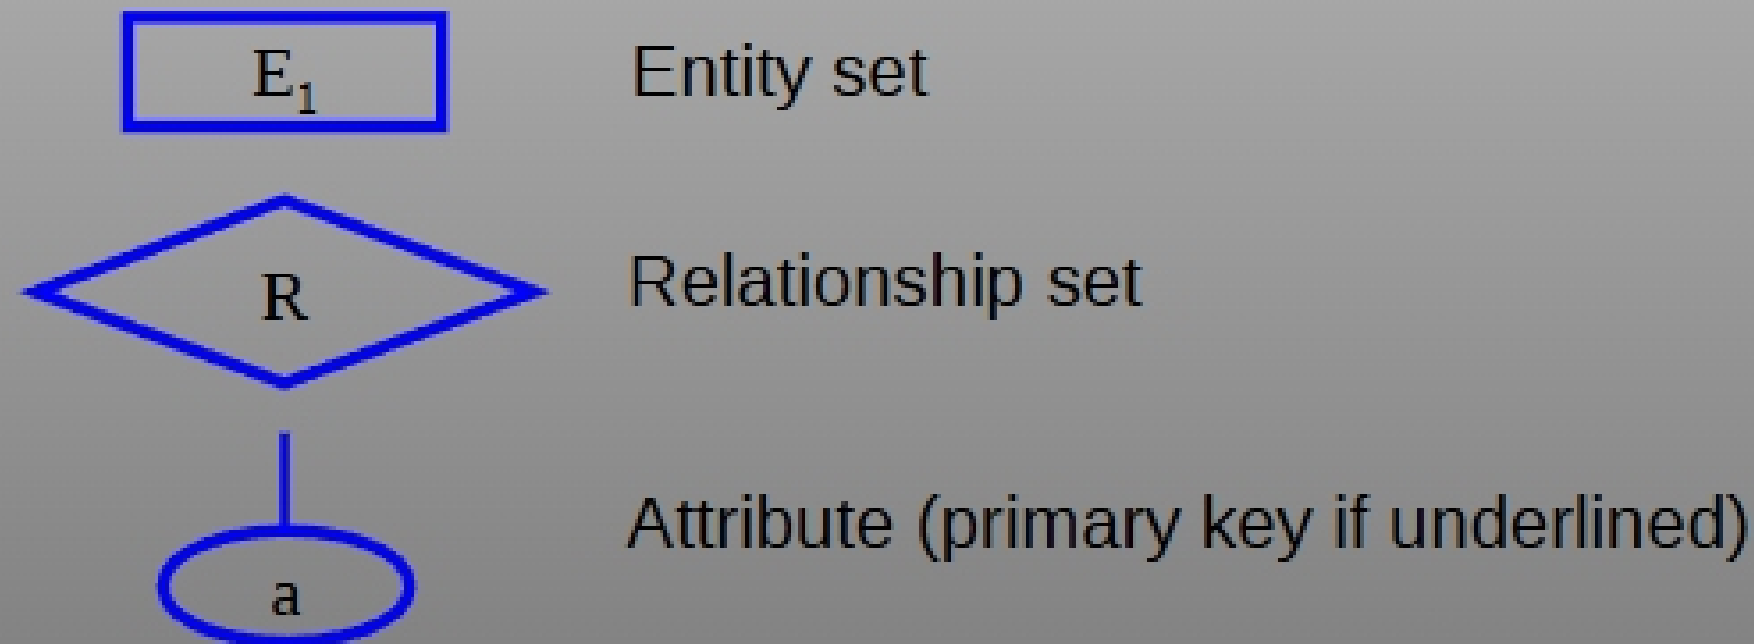 E₁ Entity set
R Relationship set
Attribute (primary key if underlined)
a